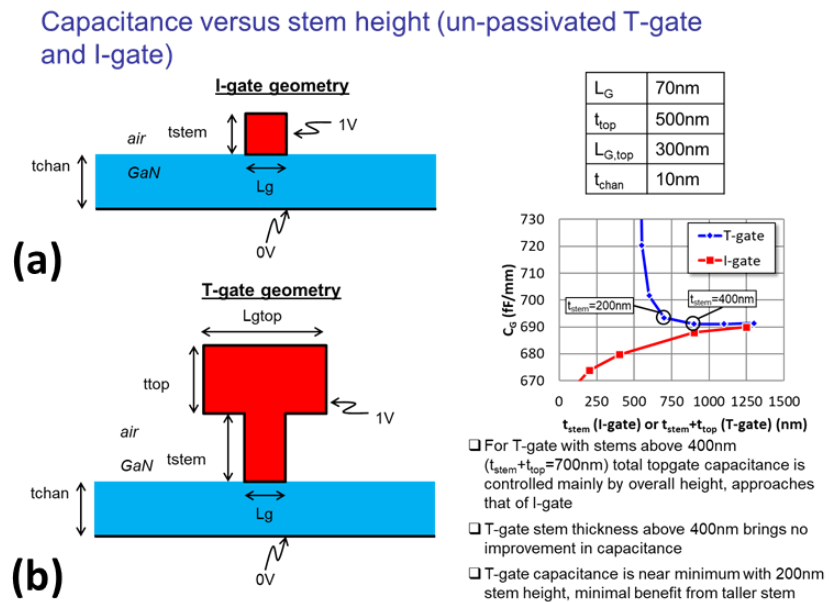 Capacitance versus stem height (un-passivated T-gate
and I-gate)
I-gate geometry
air
tstem
1V
tchan
GaN
Lg
0V
(a)
T-gate geometry
Lgtop
ttop
1V
air
tstem
GaN
tchan
Lg
0V
(b)
LG 70nm
ttop 500nm
LG,top 300nm
tchan 10nm
730
720
710
700
690
680
670
CG (fF/mm)
T-gate
I-gate
tstem=200nm
tstem=400nm
0 250 500 750 1000 1250 1500
tstem (I-gate) or tstem+ttop (T-gate) (nm)
❑ For T-gate with stems above 400nm
(tstem+ttop=700nm) total topgate capacitance is
controlled mainly by overall height, approaches
that of I-gate
❑ T-gate stem thickness above 400nm brings no
improvement in capacitance
❑ T-gate capacitance is near minimum with 200nm
stem height, minimal benefit from taller stem